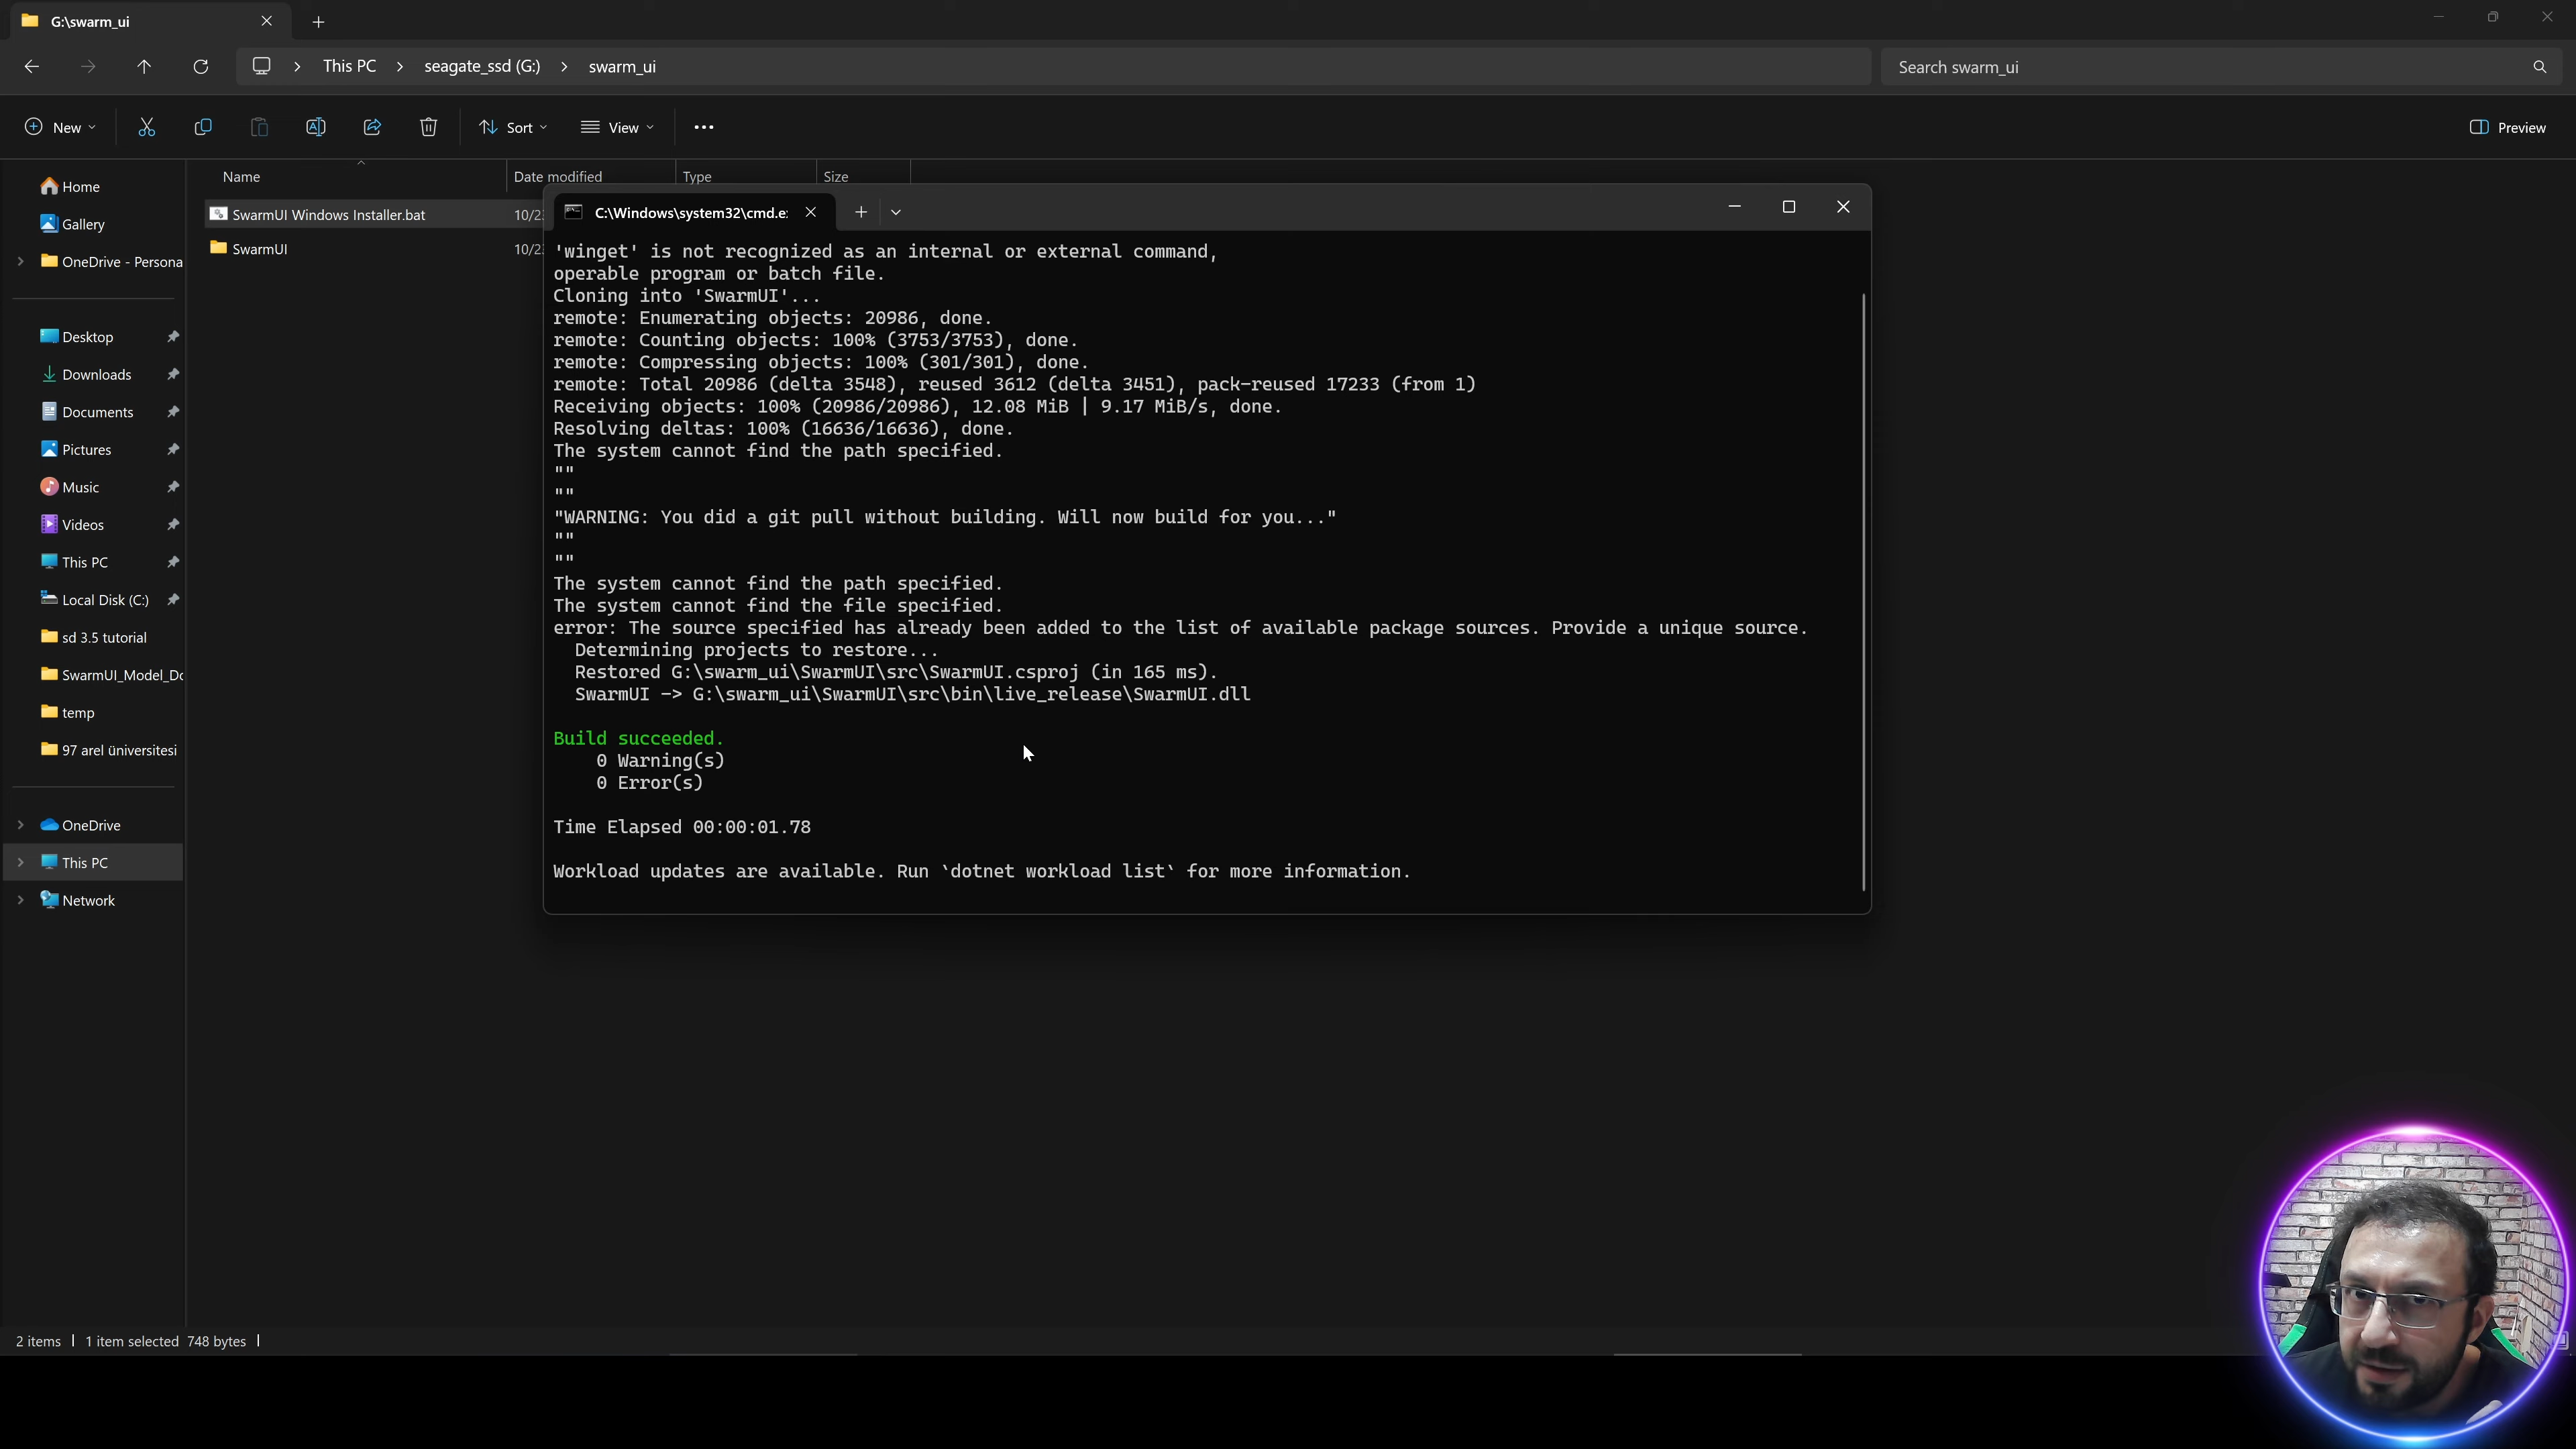 G:\swarm_ui
This PC
seagate_ssd (G:)
swarm_ui
Search swarm_ui
New
Sort
View
Preview
Home
Gallery
OneDrive - Persona
Desktop
Downloads
Documents
Pictures
Music
Videos
This PC
Local Disk (C:)
sd 3.5 tutorial
SwarmUI_Model_Do
temp
97 arel üniversitesi
OneDrive
This PC
Network
Name
Date modified
Type
Size
SwarmUI Windows Installer.bat
10/2
SwarmUI
10/2
C:\Windows\system32\cmd.e
'winget' is not recognized as an internal or external command,
operable program or batch file.
Cloning into 'SwarmUI'...
remote: Enumerating objects: 20986, done.
remote: Counting objects: 100% (3753/3753), done.
remote: Compressing objects: 100% (301/301), done.
remote: Total 20986 (delta 3548), reused 3612 (delta 3451), pack-reused 17233 (from 1)
Receiving objects: 100% (20986/20986), 12.08 MiB | 9.17 MiB/s, done.
Resolving deltas: 100% (16636/16636), done.
The system cannot find the path specified.
""
""
"WARNING: You did a git pull without building. Will now build for you..."
""
""
The system cannot find the path specified.
The system cannot find the file specified.
error: The source specified has already been added to the list of available package sources. Provide a unique source.
Determining projects to restore...
Restored G:\swarm_ui\SwarmUI\src\SwarmUI.csproj (in 165 ms).
SwarmUI -> G:\swarm_ui\SwarmUI\src\bin\live_release\SwarmUI.dll
Build succeeded.
0 Warning(s)
0 Error(s)
Time Elapsed 00:00:01.78
Workload updates are available. Run `dotnet workload list` for more information.
2 items
1 item selected 748 bytes